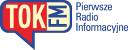 TOK FM
Pierwsze
Radio
Informacyjne